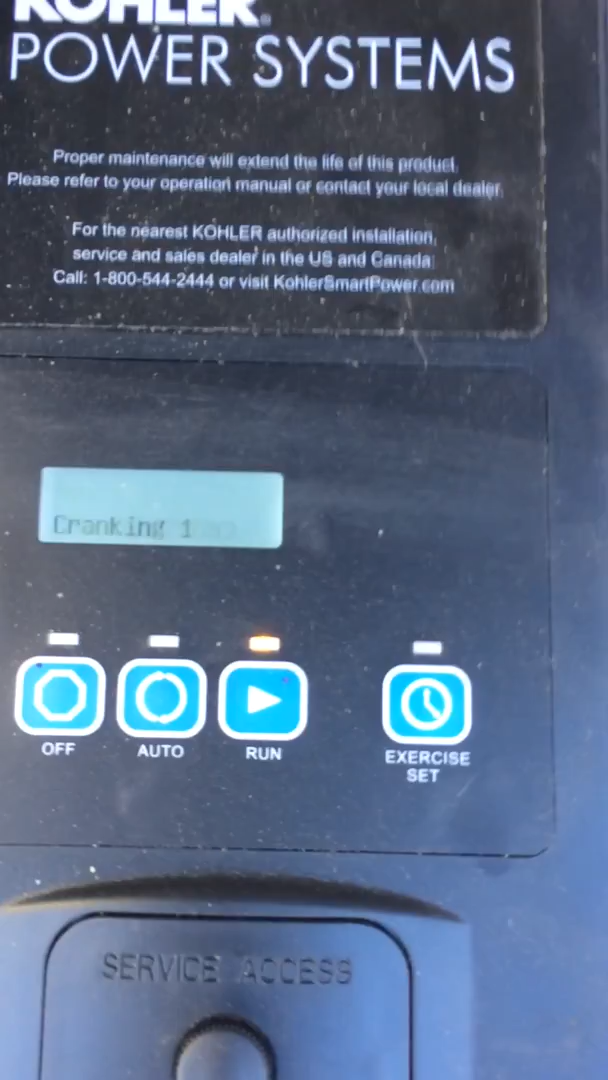 KOHLER®
POWER SYSTEMS
Proper maintenance will extend the life of this product.
Please refer to your operation manual or contact your local dealer.
For the nearest KOHLER authorized installation,
service and sales dealer in the US and Canada:
Call: 1-800-544-2444 or visit KohlerSmartPower.com
Cranking 1
OFF
AUTO
RUN
EXERCISE
SET
SERVICE ACCESS